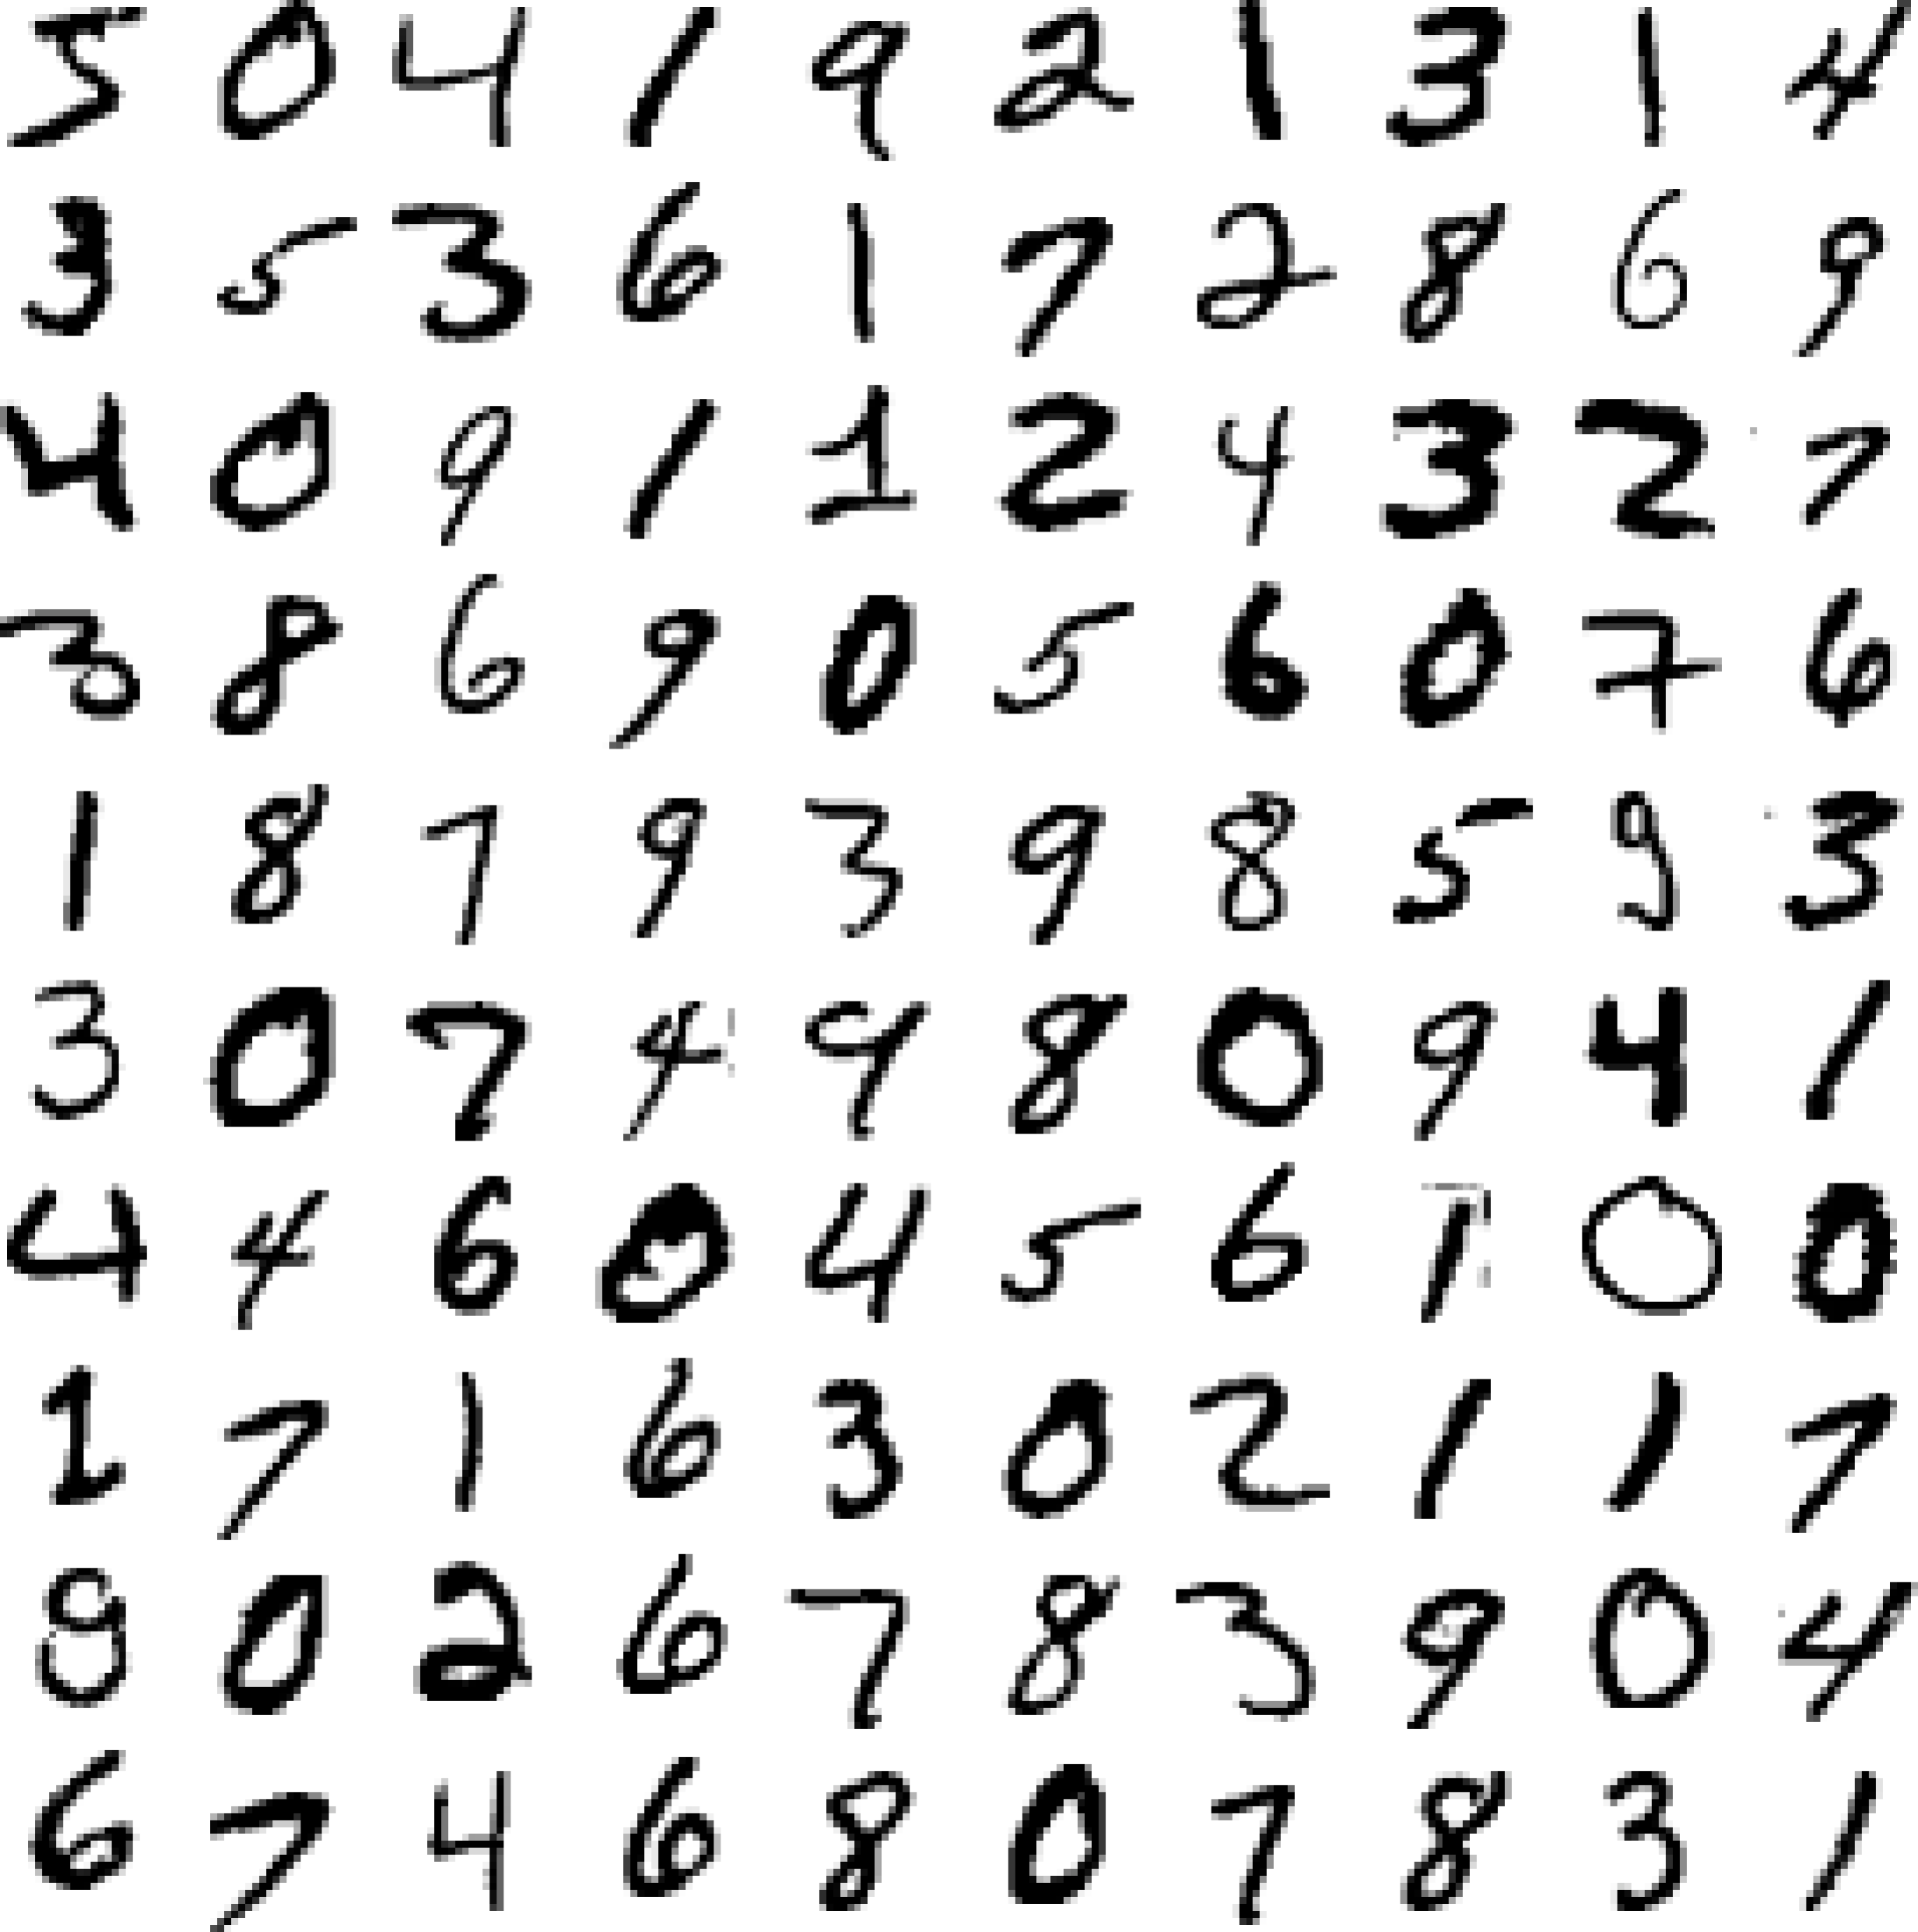 5 0 4 1 9 2 1 3 1 4
3 5 3 6 1 7 2 8 6 9
4 0 9 1 1 2 4 3 2 7
3 8 6 9 0 5 6 0 7 6
1 8 7 9 3 9 8 5 9 3
3 0 7 4 9 8 0 9 4 1
4 4 6 0 4 5 6 1 0 0
1 7 1 6 3 0 2 1 1 7
8 0 2 6 7 8 3 9 0 4
6 7 4 6 8 0 7 8 3 1